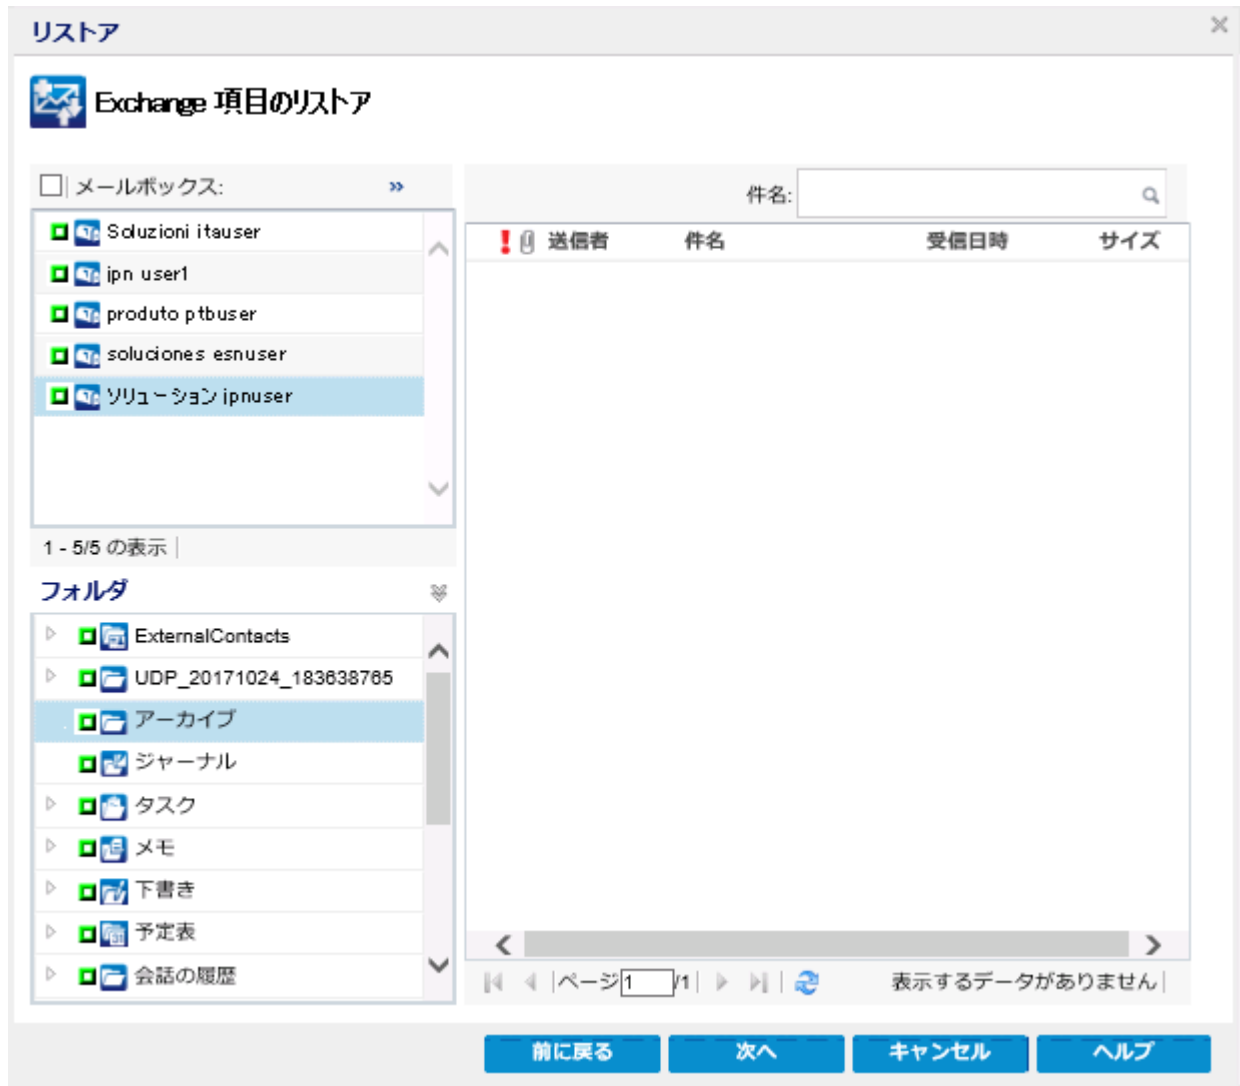 リストア
Exchange 項目のリストア
メールボックス: »
Soluzioni itauser
jpn user1
produto ptbuser
soluciones esnuser
ソリューション jpnuser
1 - 5/5 の表示
フォルダ
ExternalContacts
UDP_20171024_183638765
アーカイブ
ジャーナル
タスク
メモ
下書き
予定表
会話の履歴
件名:
送信者 件名 受信日時 サイズ
ページ 1 /1 表示するデータがありません
前に戻る 次へ キャンセル ヘルプ